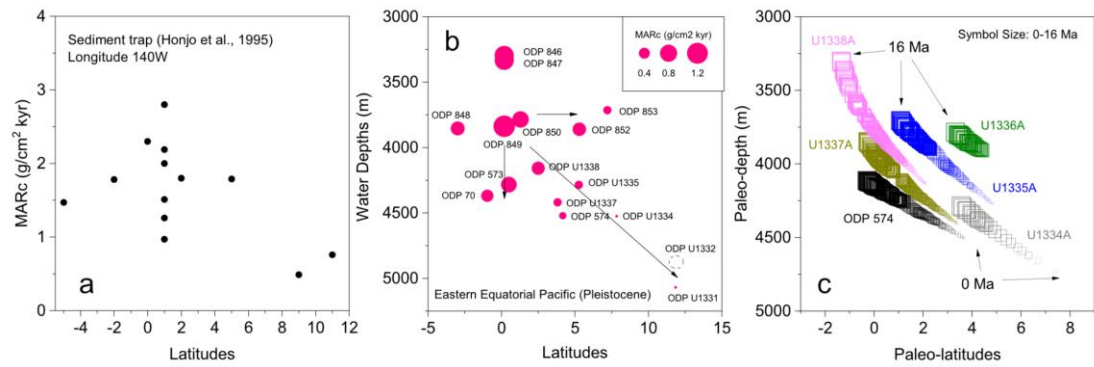 4
3
2
1
0
MARc (g/cm² kyr)
Sediment trap (Honjo et al., 1995)
Longitude 140W
a
-4 -2 0 2 4 6 8 10 12
Latitudes
3000
3500
4000
4500
5000
Water Depths (m)
b
MARc (g/cm2 kyr)
0.4 0.8 1.2
ODP 846
ODP 847
ODP 848
ODP 850
ODP 853
ODP 852
ODP 849
ODP U1338
ODP 573
ODP U1335
ODP 70
ODP U1337
ODP 574
ODP U1334
ODP U1332
ODP U1331
Eastern Equatorial Pacific (Pleistocene)
-5 0 5 10 15
Latitudes
3000
3500
4000
4500
5000
Paleo-depth (m)
U1338A
16 Ma
Symbol Size: 0-16 Ma
U1336A
U1337A
U1335A
ODP 574
U1334A
0 Ma
c
-2 0 2 4 6 8
Paleo-latitudes